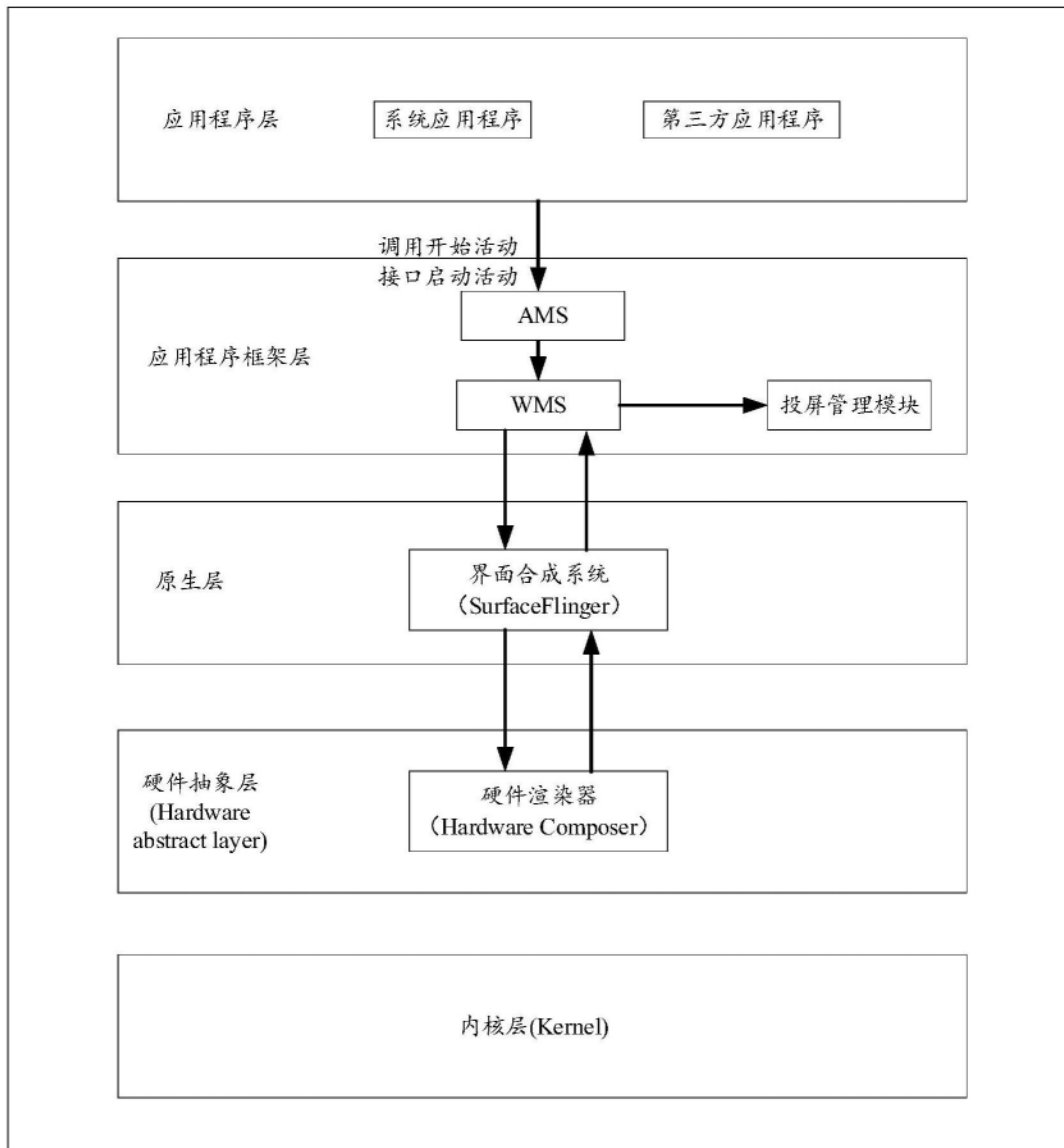 应用程序层
系统应用程序
第三方应用程序
调用开始活动
接口启动活动
AMS
应用程序框架层
WMS
投屏管理模块
原生层
界面合成系统
（SurfaceFlinger）
硬件抽象层
(Hardware
abstract layer)
硬件渲染器
（Hardware Composer）
内核层(Kernel)